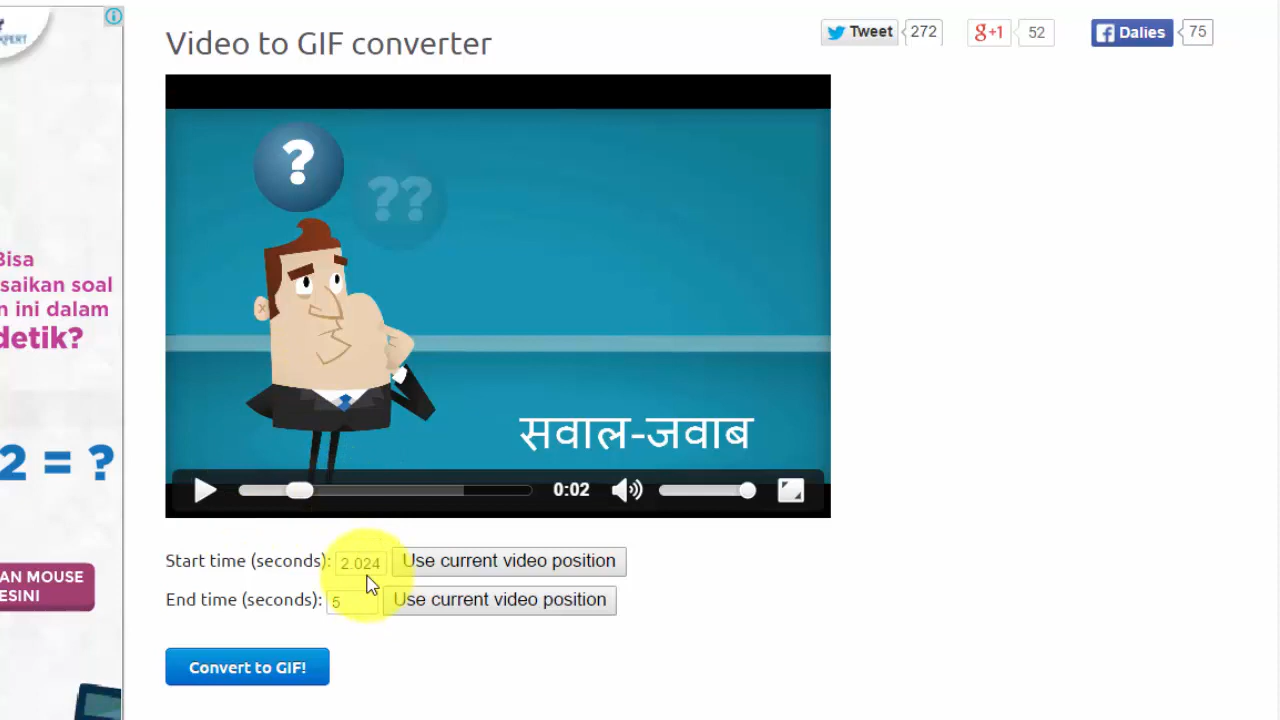 Video to GIF converter
Tweet 272
g+1 52
Dalies 75
?
??
सवाल-जवाब
0:02
Start time (seconds): 2.024 Use current video position
End time (seconds): 5 Use current video position
Convert to GIF!
XPERT
Bisa
saikan soal
n ini dalam
detik?
2 = ?
AN MOUSE
ESINI